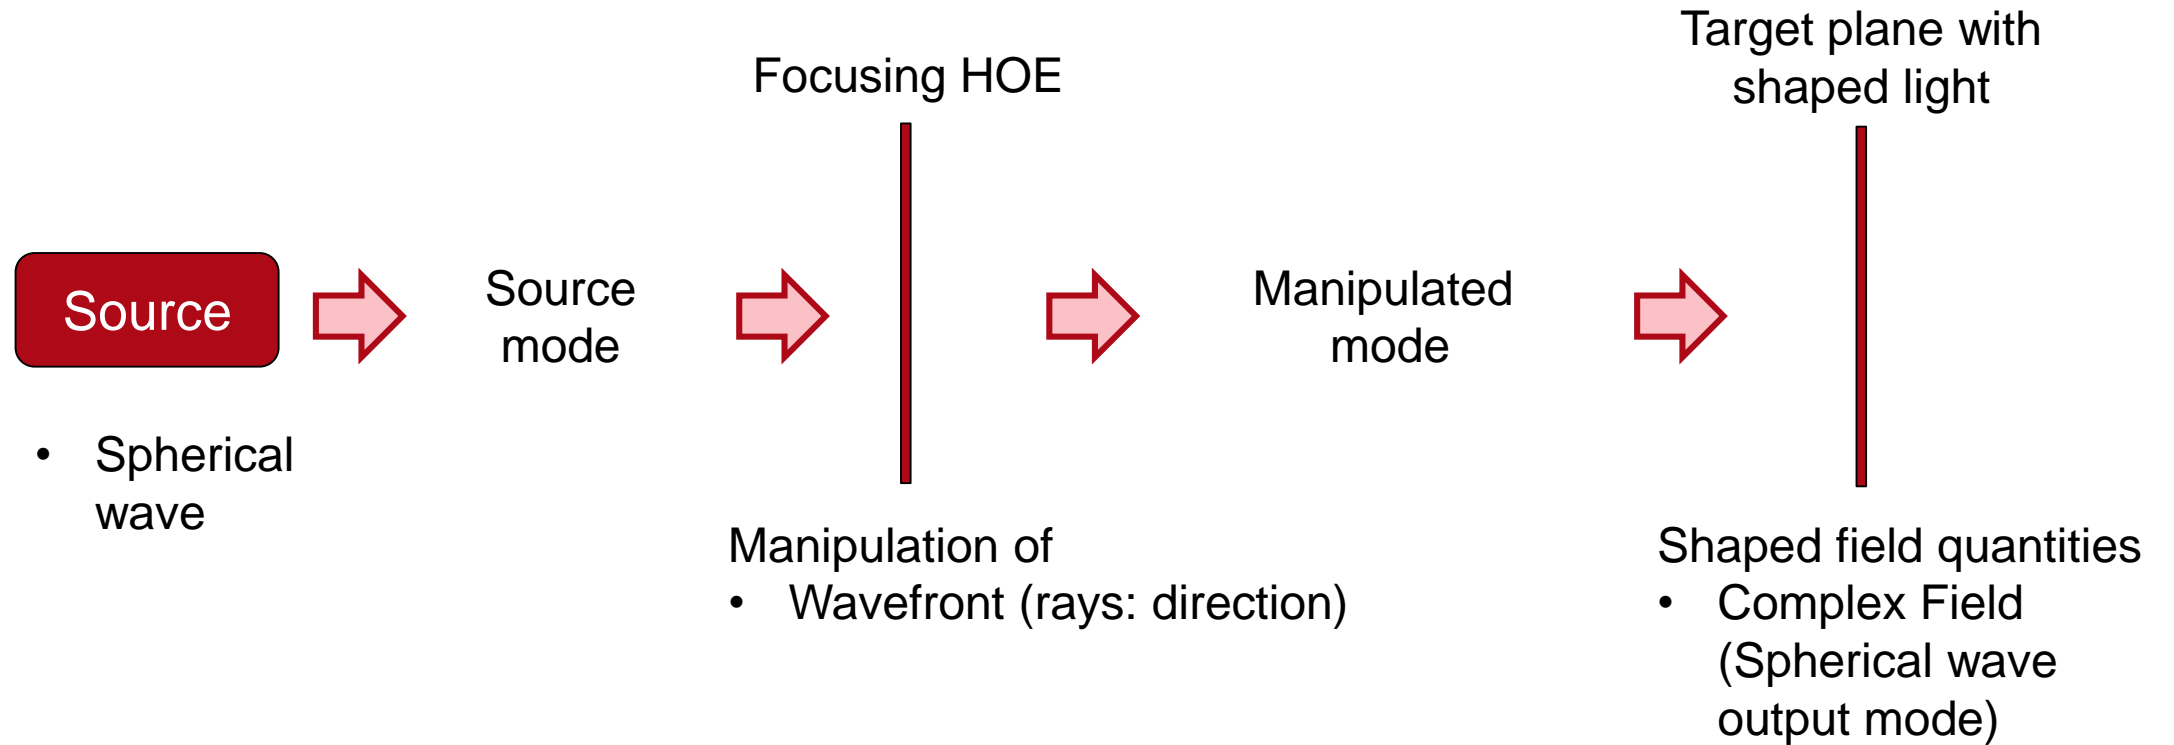 Target plane with
shaped light
Focusing HOE
Source
Source
mode
Manipulated
mode
• Spherical
wave
Manipulation of
• Wavefront (rays: direction)
Shaped field quantities
• Complex Field
(Spherical wave
output mode)